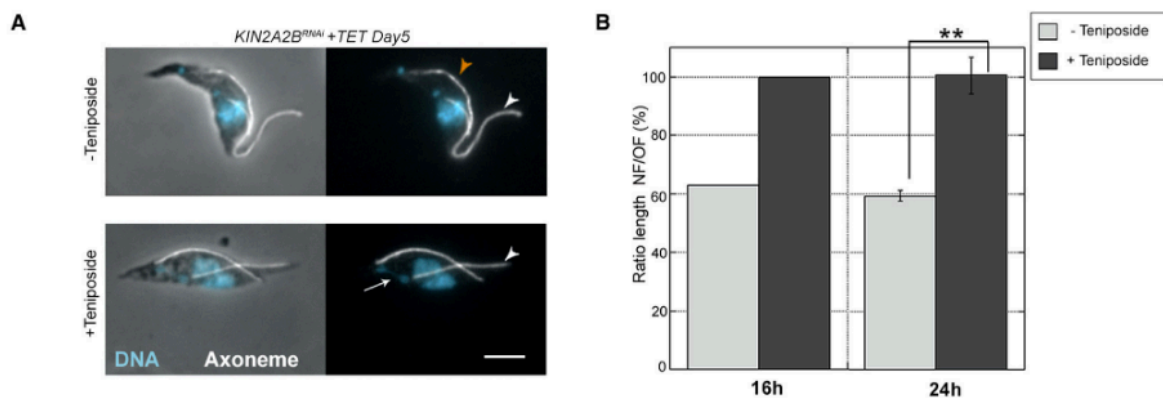 A
KIN2A2B^RNAi +TET Day5
-Teniposide
+Teniposide
DNA
Axoneme
B
- Teniposide
+ Teniposide
**
Ratio length NF/OF (%)
100
80
60
40
20
0
16h
24h